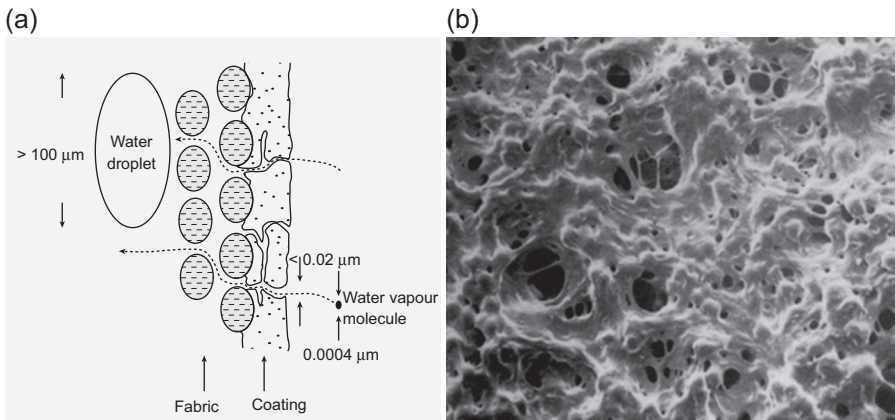 (a)
(b)
Water
droplet
> 100 μm
< 0.02 μm
Water vapour
molecule
0.0004 μm
Fabric
Coating